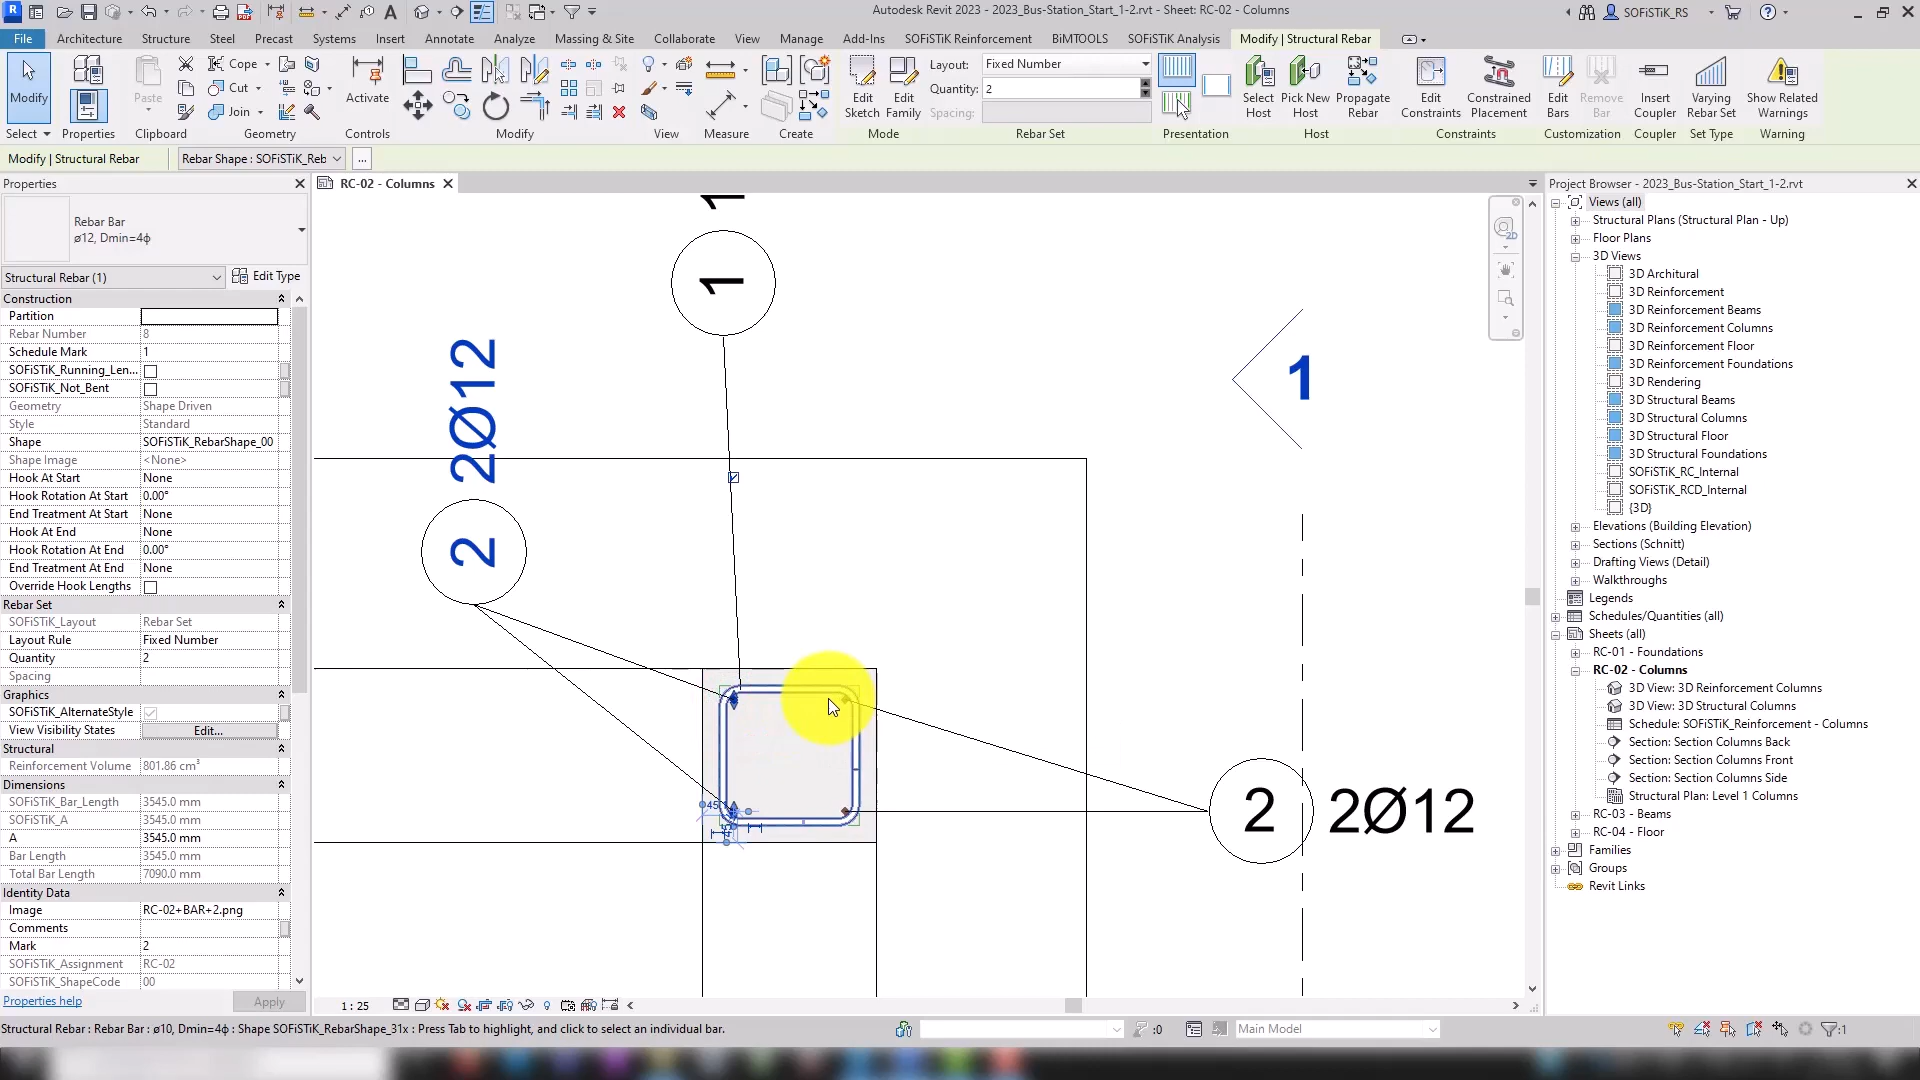 Autodesk Revit 2023 - 2023_Bus-Station_Start_1-2.rvt - Sheet: RC-02 - Columns
SOFiSTiK_RS
File Architecture Structure Steel Precast Systems Insert Annotate Analyze Massing & Site Collaborate View Manage Add-Ins SOFiSTiK Reinforcement BiMTOOLS SOFiSTiK Analysis Modify | Structural Rebar
Modify
Select
Properties
Paste
Clipboard
Cope
Cut
Join
Geometry
Activate
Controls
Modify
View
Measure
Create
Edit Sketch
Edit Family
Mode
Layout: Fixed Number
Quantity: 2
Spacing:
Rebar Set
Presentation
Select Host
Pick New Host
Propagate Rebar
Host
Edit Constraints
Constrained Placement
Constraints
Edit Bars
Remove Bar
Customization
Insert Coupler
Coupler
Varying Rebar Set
Set Type
Show Related Warnings
Warning
Modify | Structural Rebar
Rebar Shape : SOFiSTiK_Reb
...
Properties
Rebar Bar
ø12, Dmin=4ϕ
Structural Rebar (1)
Edit Type
Construction
Partition
Rebar Number 8
Schedule Mark 1
SOFiSTiK_Running_Len...
SOFiSTiK_Not_Bent
Geometry Shape Driven
Style Standard
Shape SOFiSTiK_RebarShape_00
Shape Image <None>
Hook At Start None
Hook Rotation At Start 0.00°
End Treatment At Start None
Hook At End None
Hook Rotation At End 0.00°
End Treatment At End None
Override Hook Lengths
Rebar Set
SOFiSTiK_Layout Rebar Set
Layout Rule Fixed Number
Quantity 2
Spacing
Graphics
SOFiSTiK_AlternateStyle
View Visibility States Edit...
Structural
Reinforcement Volume 801.86 cm³
Dimensions
SOFiSTiK_Bar_Length 3545.0 mm
SOFiSTiK_A 3545.0 mm
A 3545.0 mm
Bar Length 3545.0 mm
Total Bar Length 7090.0 mm
Identity Data
Image RC-02+BAR+2.png
Comments
Mark 2
SOFiSTiK_Assignment RC-02
SOFiSTiK_ShapeCode 00
Properties help
Apply
RC-02 - Columns
1
1
2Ø12
2
1
2
2Ø12
1 : 25
Project Browser - 2023_Bus-Station_Start_1-2.rvt
Views (all)
Structural Plans (Structural Plan - Up)
Floor Plans
3D Views
3D Architural
3D Reinforcement
3D Reinforcement Beams
3D Reinforcement Columns
3D Reinforcement Floor
3D Reinforcement Foundations
3D Rendering
3D Structural Beams
3D Structural Columns
3D Structural Floor
3D Structural Foundations
SOFiSTiK_RC_Internal
SOFiSTiK_RCD_Internal
{3D}
Elevations (Building Elevation)
Sections (Schnitt)
Drafting Views (Detail)
Walkthroughs
Legends
Schedules/Quantities (all)
Sheets (all)
RC-01 - Foundations
RC-02 - Columns
3D View: 3D Reinforcement Columns
3D View: 3D Structural Columns
Schedule: SOFiSTiK_Reinforcement - Columns
Section: Section Columns Back
Section: Section Columns Front
Section: Section Columns Side
Structural Plan: Level 1 Columns
RC-03 - Beams
RC-04 - Floor
Families
Groups
Revit Links
Structural Rebar : Rebar Bar : ø10, Dmin=4ϕ : Shape SOFiSTiK_RebarShape_31x : Press Tab to highlight, and click to select an individual bar.
:0
Main Model
:1